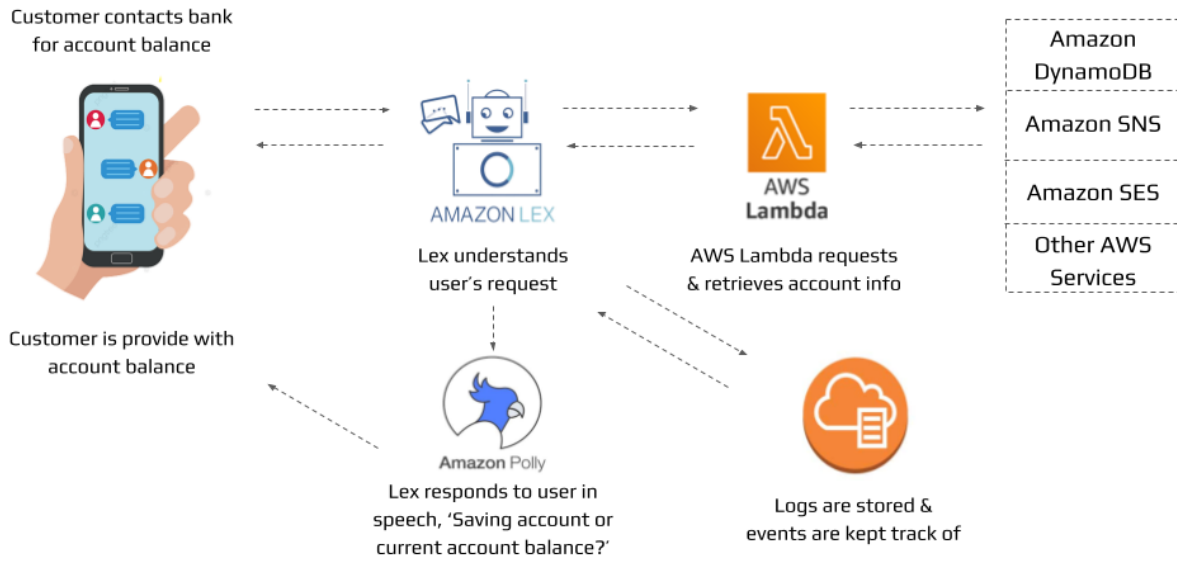 Customer contacts bank
for account balance
AMAZON LEX
Lex understands
user's request
AWS
Lambda
AWS Lambda requests
& retrieves account info
Amazon
DynamoDB
Amazon SNS
Amazon SES
Other AWS
Services
Customer is provide with
account balance
Amazon Polly
Lex responds to user in
speech, ‘Saving account or
current account balance?’
Logs are stored &
events are kept track of